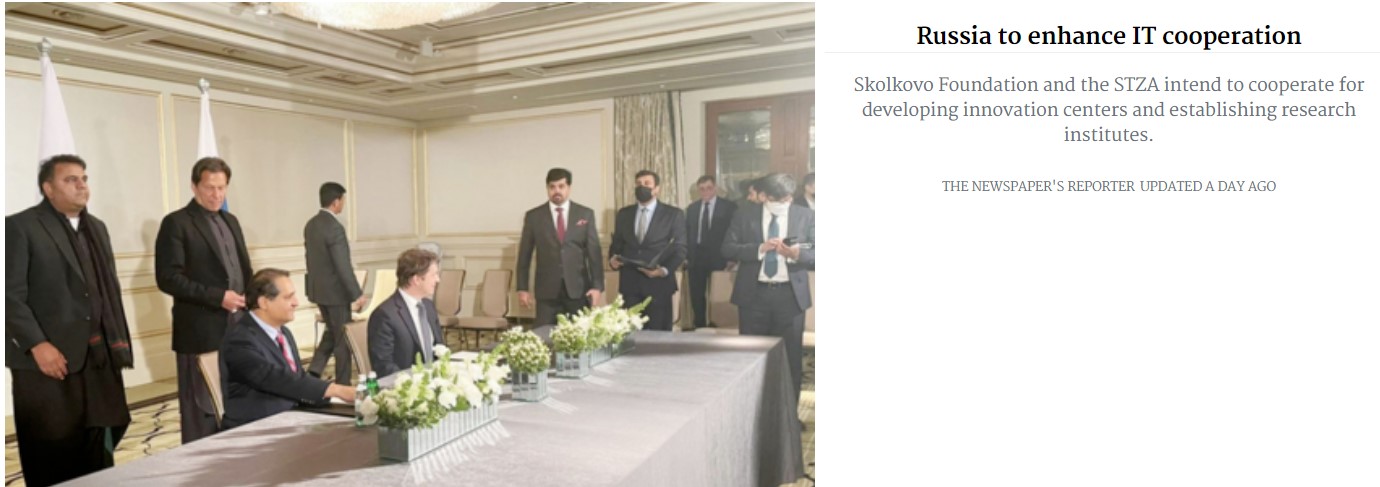 Russia to enhance IT cooperation
Skolkovo Foundation and the STZA intend to cooperate for
developing innovation centers and establishing research
institutes.
THE NEWSPAPER'S REPORTER UPDATED A DAY AGO